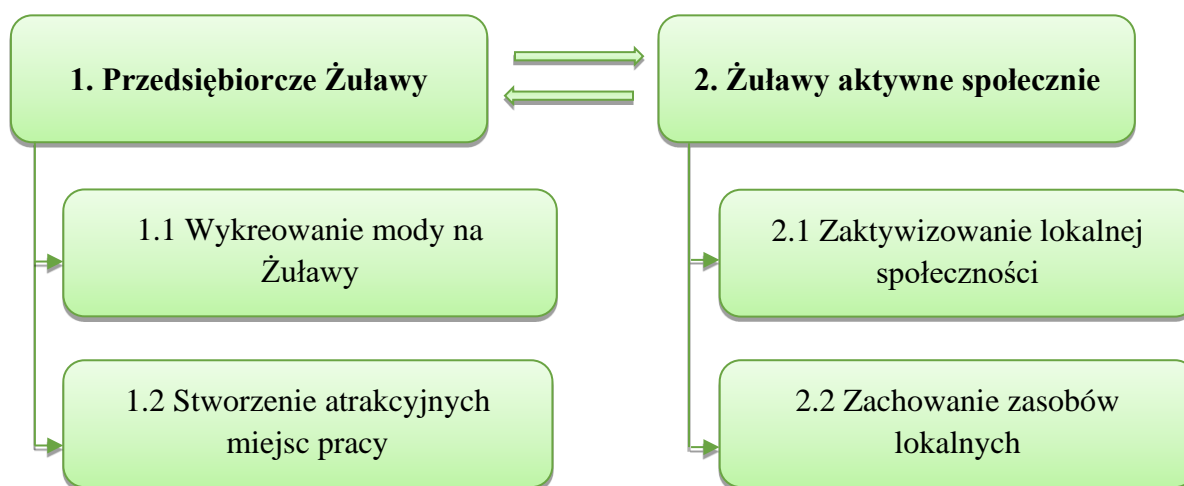 1. Przedsiębiorcze Żuławy
1.1 Wykreowanie mody na
Żuławy
1.2 Stworzenie atrakcyjnych
miejsc pracy
2. Żuławy aktywne społecznie
2.1 Zaktywizowanie lokalnej
społeczności
2.2 Zachowanie zasobów
lokalnych